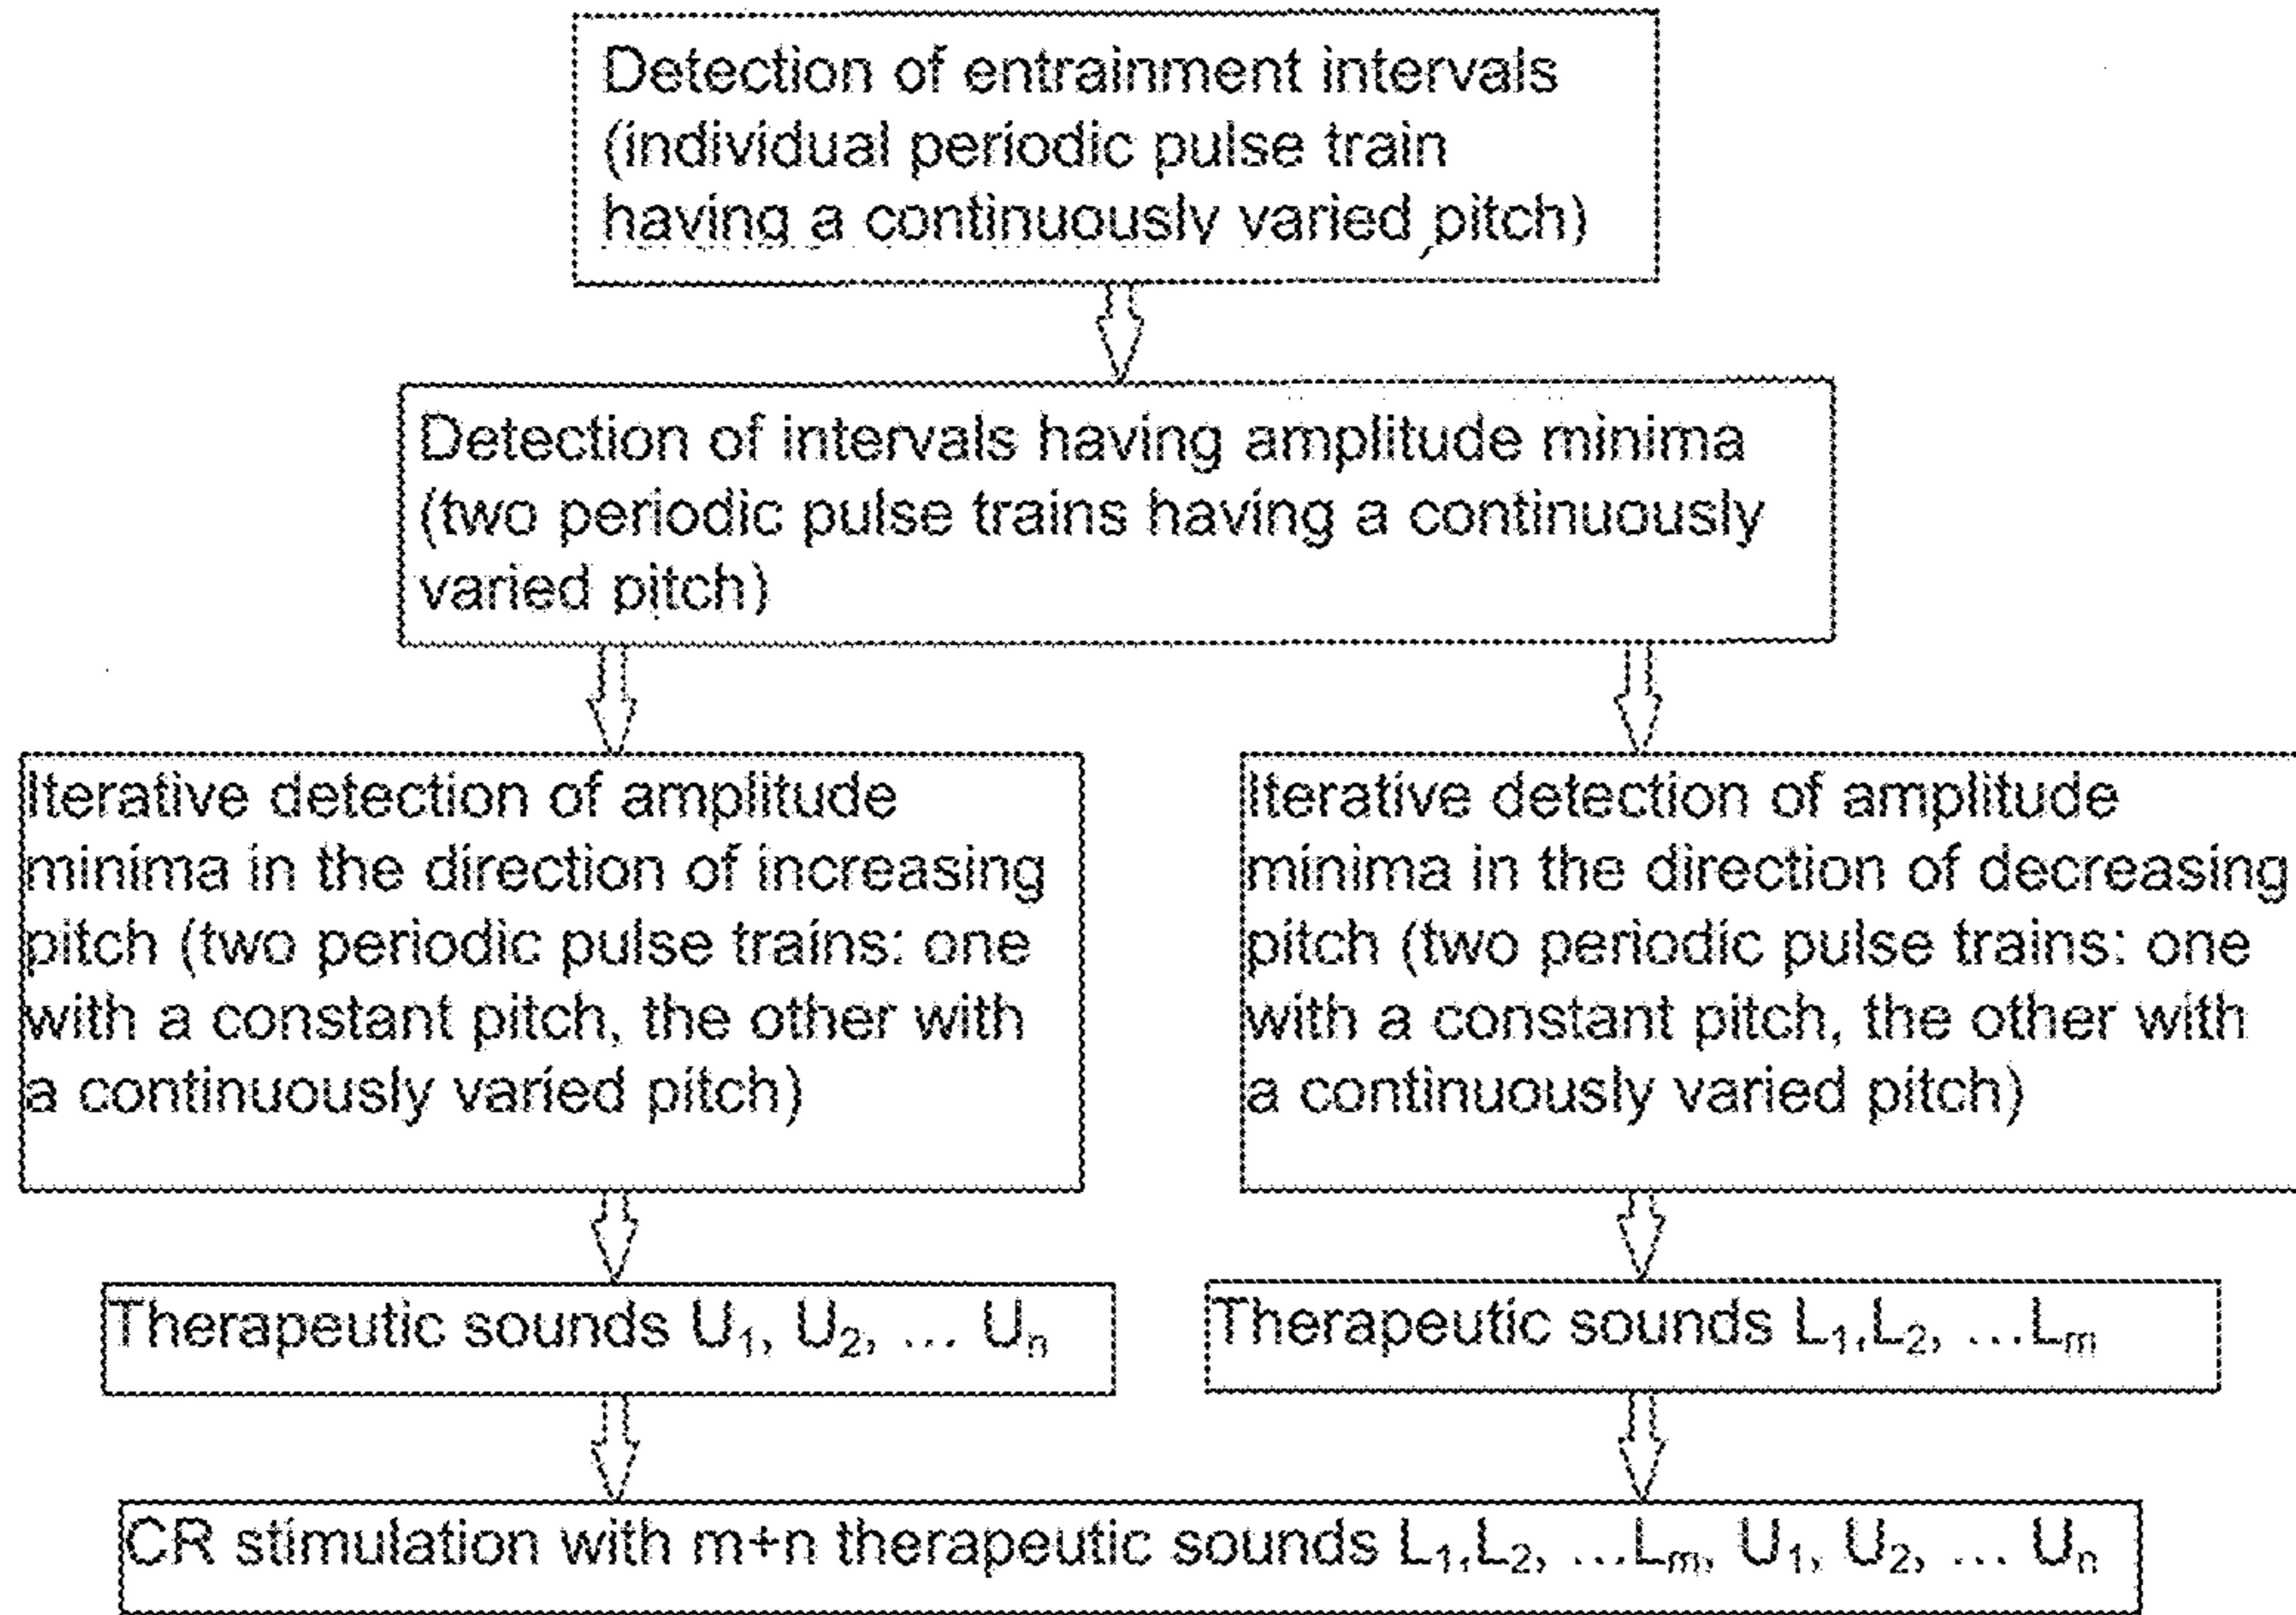 Detection of entrainment intervals
(individual periodic pulse train
having a continuously varied pitch)
Detection of intervals having amplitude minima
(two periodic pulse trains having a continuously
varied pitch)
Iterative detection of amplitude
minima in the direction of increasing
pitch (two periodic pulse trains: one
with a constant pitch, the other with
a continuously varied pitch)
Iterative detection of amplitude
minima in the direction of decreasing
pitch (two periodic pulse trains: one
with a constant pitch, the other with
a continuously varied pitch)
Therapeutic sounds U₁, U₂, ... Uₙ
Therapeutic sounds L₁,L₂, ...Lₘ
CR stimulation with m+n therapeutic sounds L₁,L₂, ...Lₘ, U₁, U₂, ... Uₙ